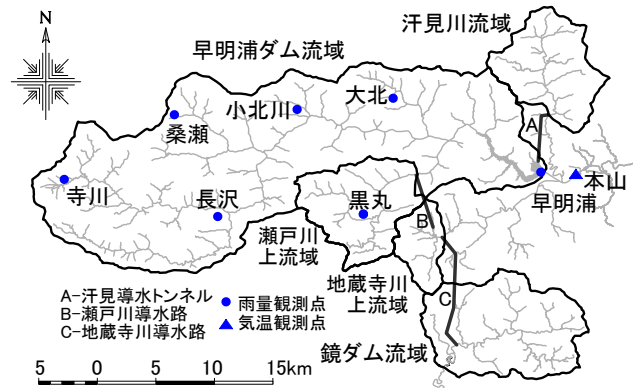 N
汗見川流域
早明浦ダム流域
大北
小北川
桑瀬
A
本山
早明浦
寺川
長沢
黒丸
B
瀬戸川
上流域
地蔵寺川
上流域
C
A-汗見導水トンネル
B-瀬戸川導水路
C-地蔵寺川導水路
雨量観測点
気温観測点
鏡ダム流域
5 0 5 10 15km